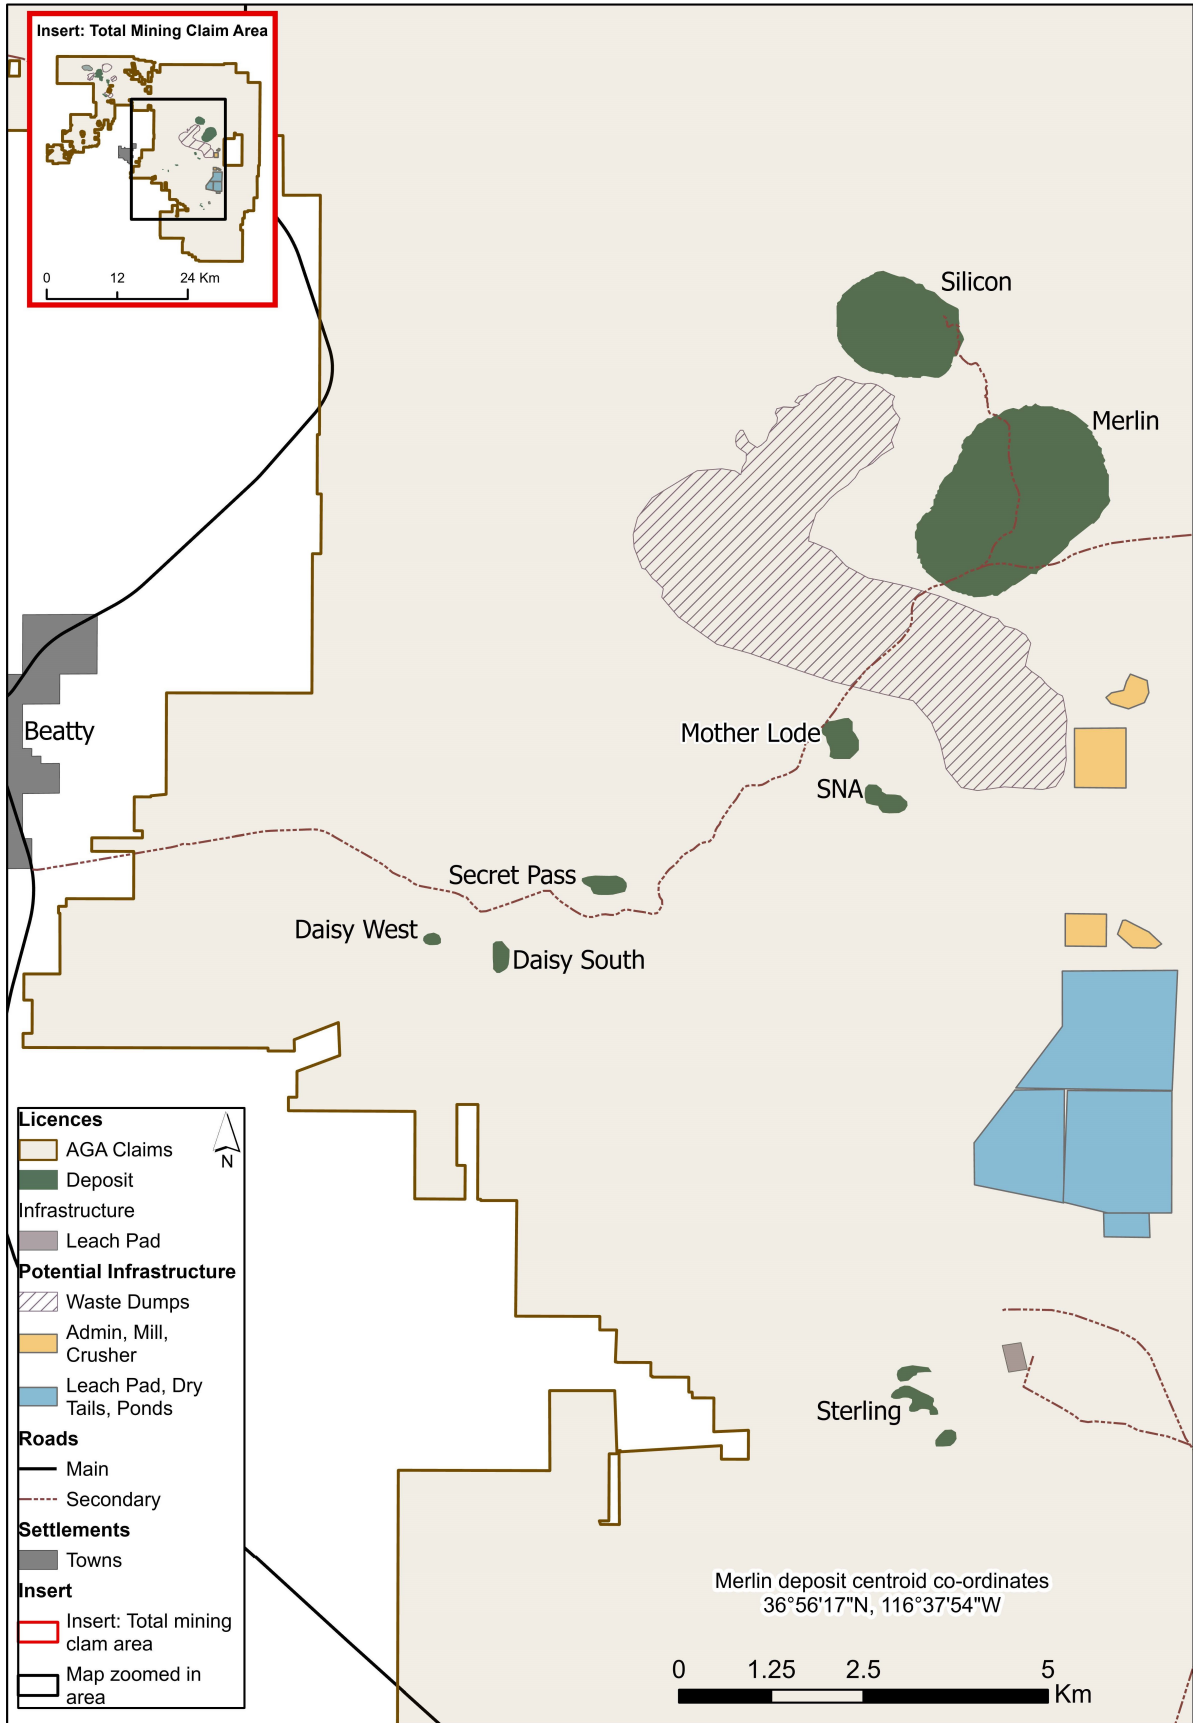 Insert: Total Mining Claim Area
0 12 24 Km
Silicon
Merlin
Beatty
Mother Lode
SNA
Secret Pass
Daisy West
Daisy South
Sterling
Licences
AGA Claims
N
Deposit
Infrastructure
Leach Pad
Potential Infrastructure
Waste Dumps
Admin, Mill,
Crusher
Leach Pad, Dry
Tails, Ponds
Roads
Main
Secondary
Settlements
Towns
Insert
Insert: Total mining
clam area
Map zoomed in
area
Merlin deposit centroid co-ordinates
36°56'17"N, 116°37'54"W
0 1.25 2.5 5
Km